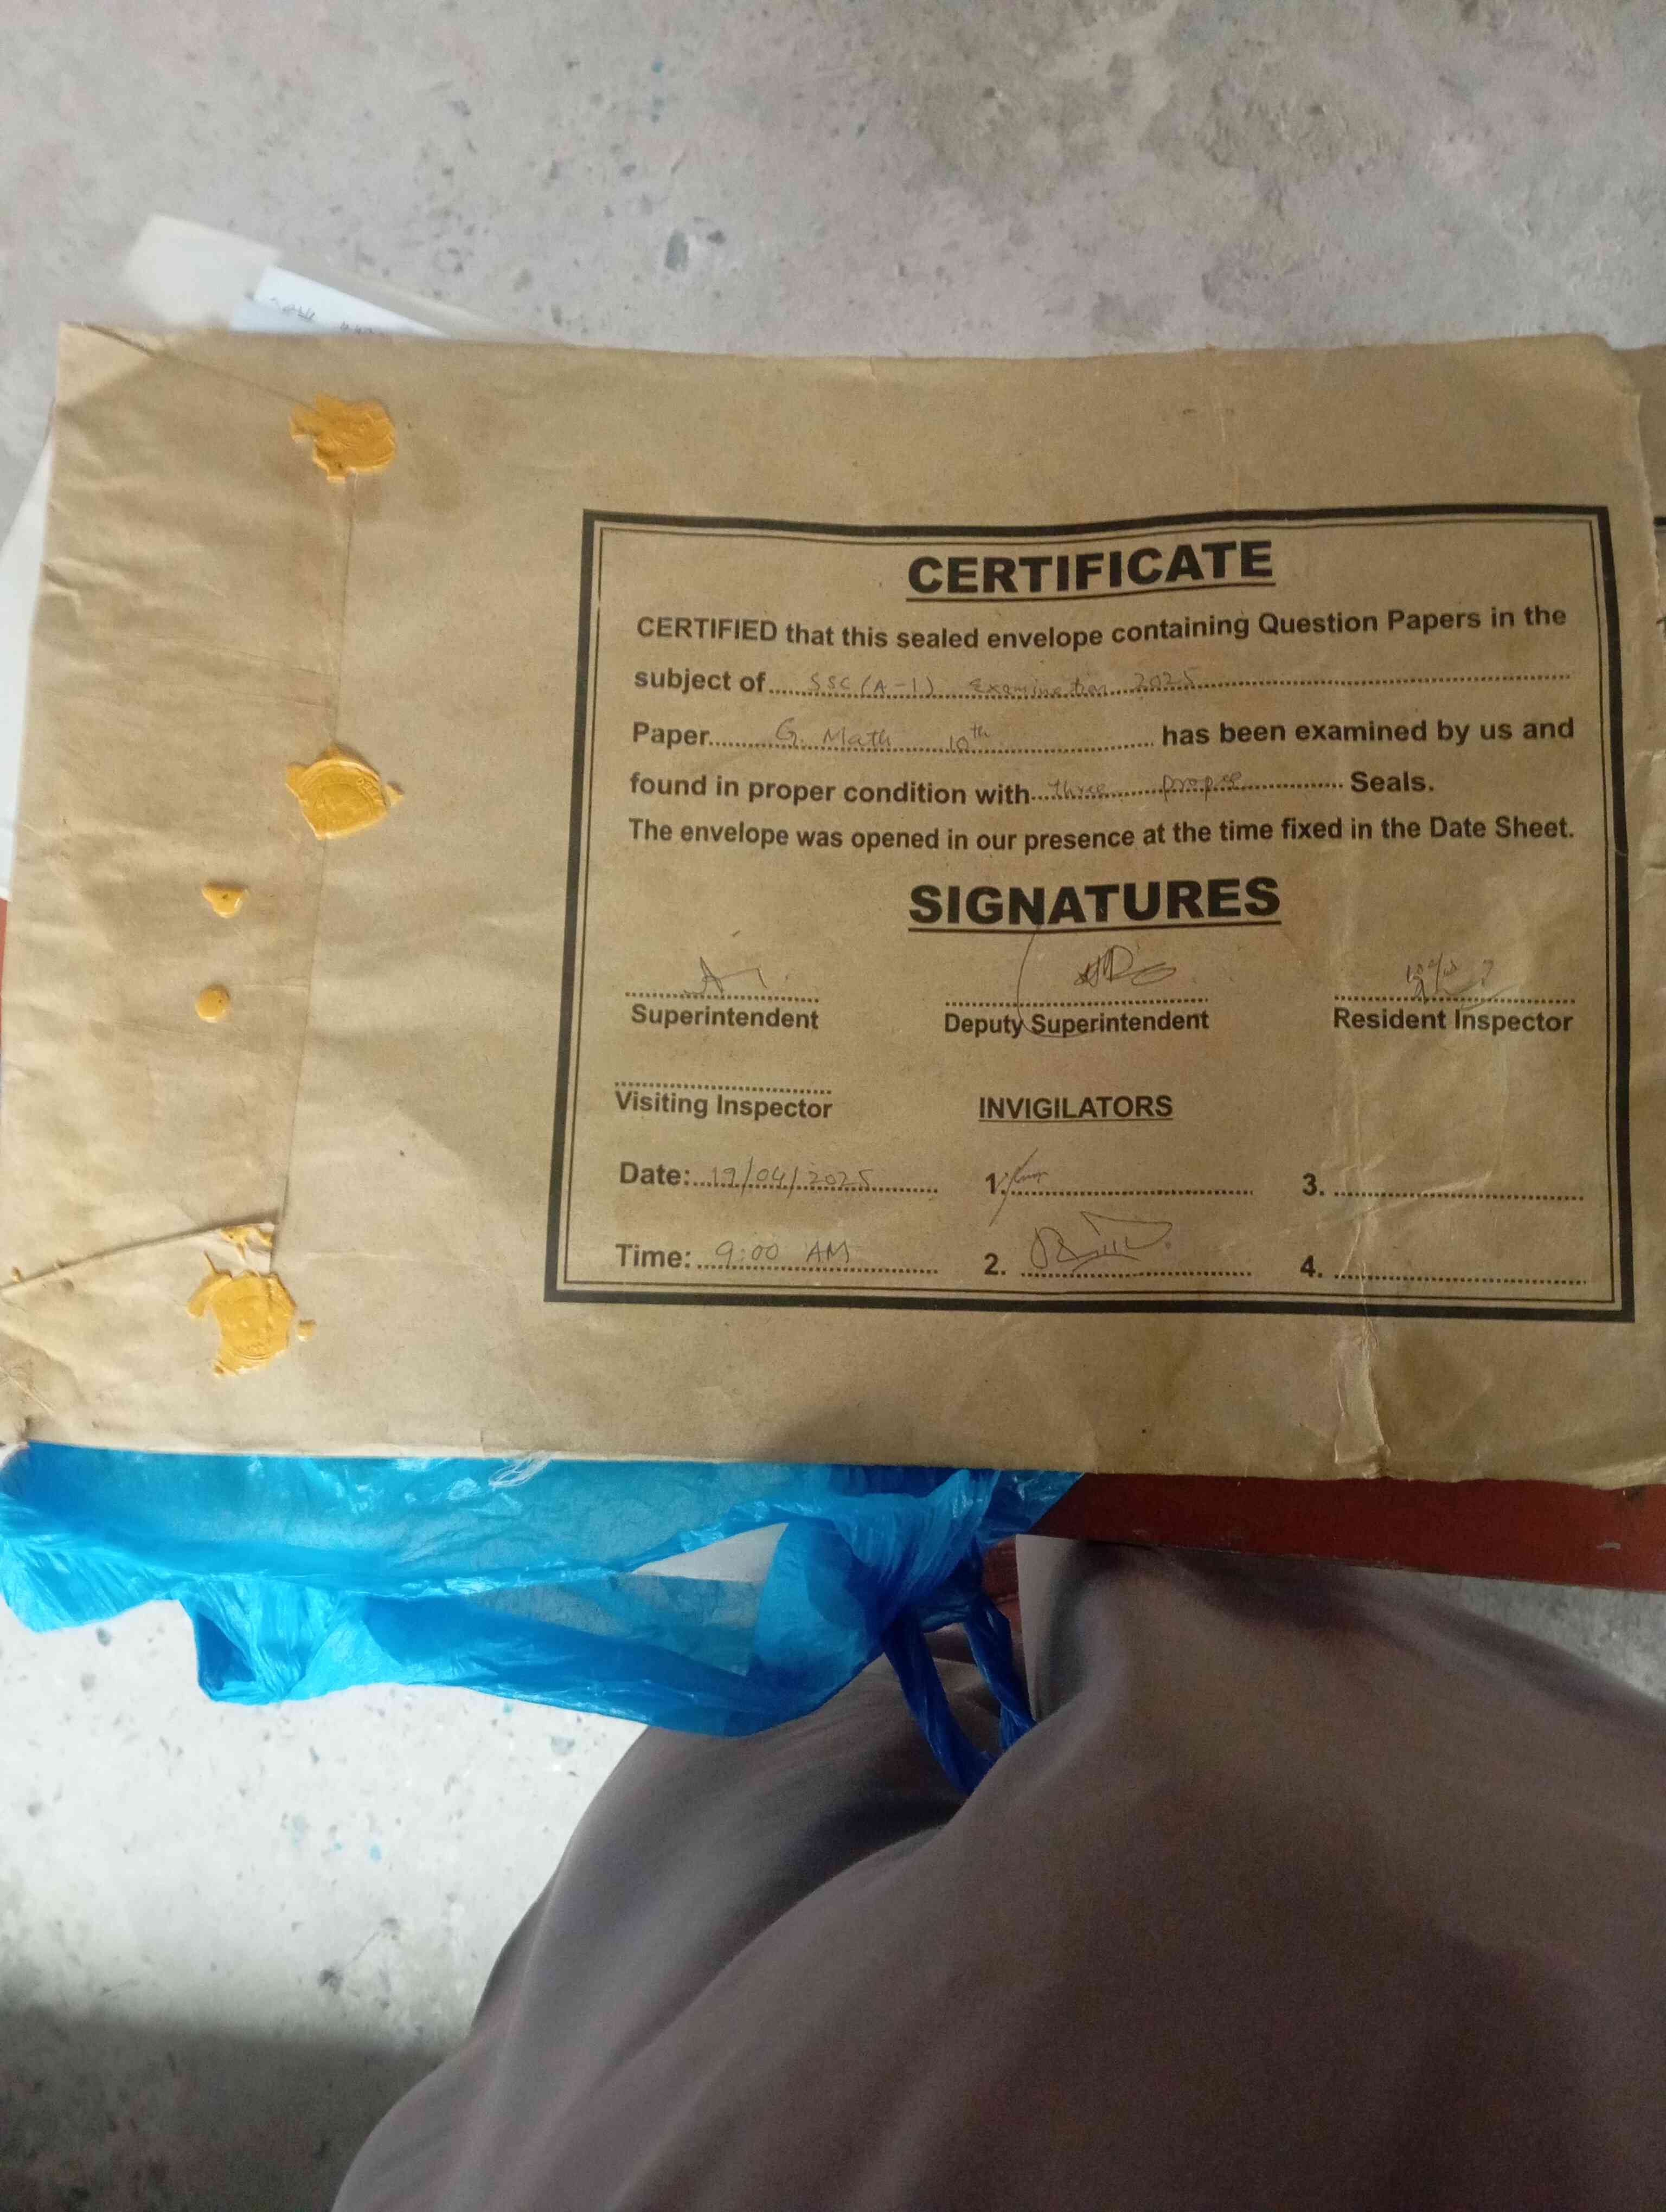 CERTIFICATE
CERTIFIED that this sealed envelope containing Question Papers in the
subject of SSC (A-1) Examination 2025
Paper G. Math 10th has been examined by us and
found in proper condition with three Seals.
The envelope was opened in our presence at the time fixed in the Date Sheet.
SIGNATURES
Superintendent Deputy Superintendent Resident Inspector
Visiting Inspector INVIGILATORS
Date: 19/04/2025 1. 3.
Time: 9:00 AM 2. 4.